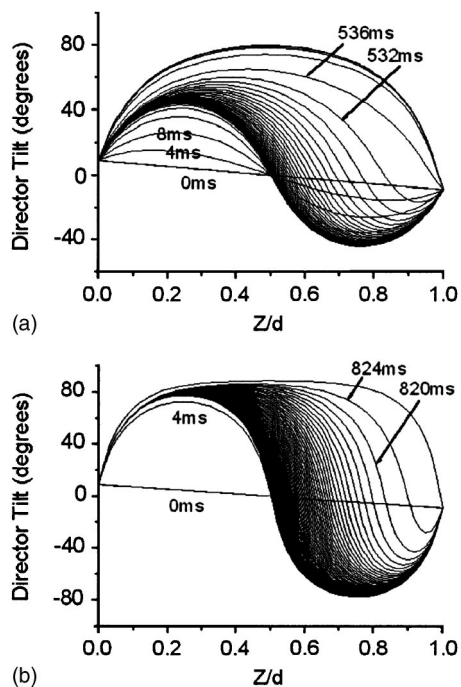 80
40
0
-40
Director Tilt (degrees)
536ms
532ms
8ms
4ms
0ms
0.0 0.2 0.4 0.6 0.8 1.0
Z/d
(a)
80
40
0
-40
-80
Director Tilt (degrees)
824ms
820ms
4ms
0ms
0.0 0.2 0.4 0.6 0.8 1.0
Z/d
(b)